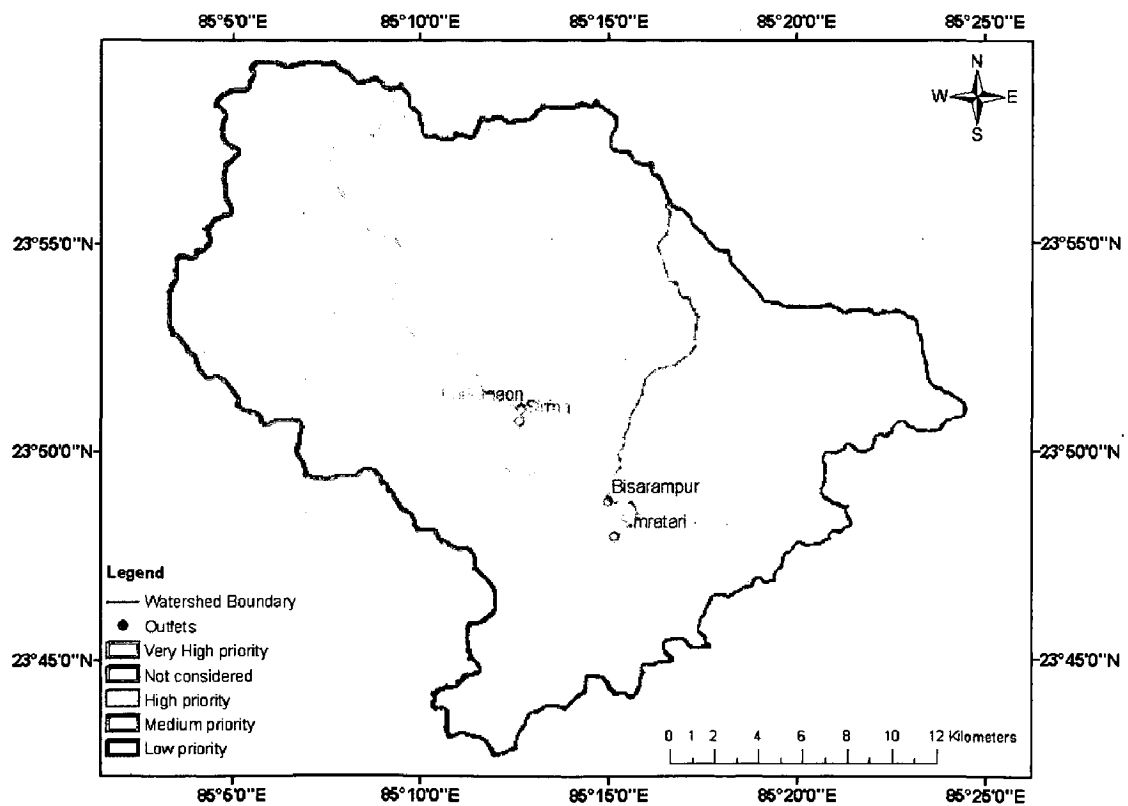 85°5'0"E 85°10'0"E 85°15'0"E 85°20'0"E 85°25'0"E
N
W E
S
23°55'0"N 23°55'0"N
23°50'0"N 23°50'0"N
Bisarampur
Legend
Watershed Boundary
Outlets
Very High priority
23°45'0"N 23°45'0"N
Not considered
High priority
Medium priority
Low priority
0 1 2 4 6 8 10 12 Kilometers
85°5'0"E 85°10'0"E 85°15'0"E 85°20'0"E 85°25'0"E